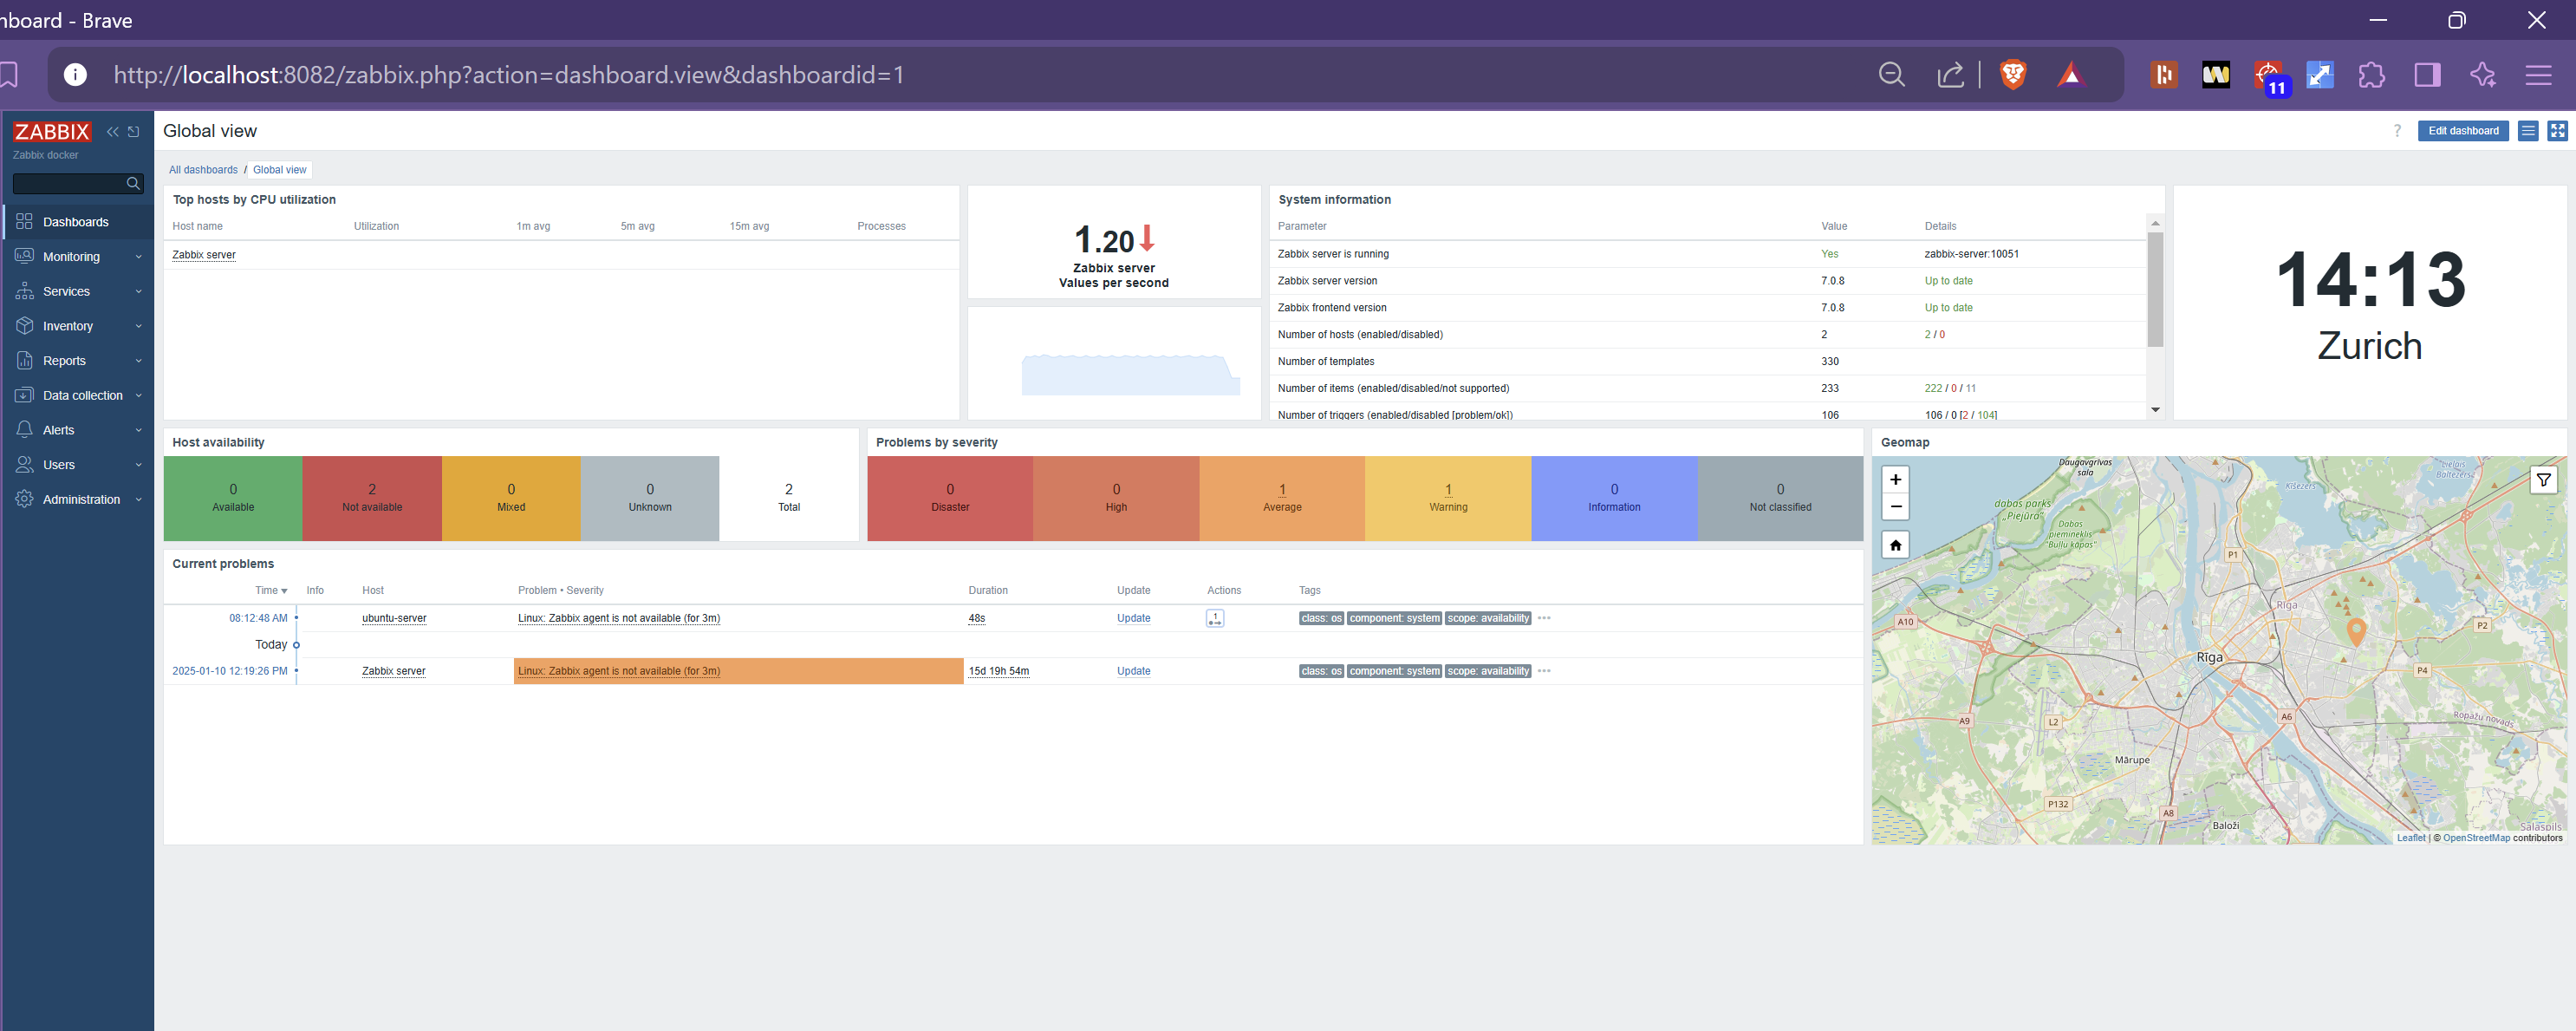 nboard - Brave
http://localhost:8082/zabbix.php?action=dashboard.view&dashboardid=1
11
ZABBIX
Zabbix docker
Dashboards
Monitoring
Services
Inventory
Reports
Data collection
Alerts
Users
Administration
Global view
? Edit dashboard
All dashboards / Global view
Top hosts by CPU utilization
Host name Utilization 1m avg 5m avg 15m avg Processes
Zabbix server
1.20
Zabbix server
Values per second
System information
Parameter Value Details
Zabbix server is running Yes zabbix-server:10051
Zabbix server version 7.0.8 Up to date
Zabbix frontend version 7.0.8 Up to date
Number of hosts (enabled/disabled) 2 2 / 0
Number of templates 330
Number of items (enabled/disabled/not supported) 233 222 / 0 / 11
Number of triggers (enabled/disabled [problem/ok]) 106 106 / 0 [2 / 104]
14:13
Zurich
Host availability
0 Available
2 Not available
0 Mixed
0 Unknown
2 Total
Problems by severity
0 Disaster
0 High
1 Average
1 Warning
0 Information
0 Not classified
Current problems
Time Info Host Problem • Severity Duration Update Actions Tags
08:12:48 AM ubuntu-server Linux: Zabbix agent is not available (for 3m) 48s Update 1 class: os component: system scope: availability •••
Today
2025-01-10 12:19:26 PM Zabbix server Linux: Zabbix agent is not available (for 3m) 15d 19h 54m Update class: os component: system scope: availability •••
Geomap
+
−
Daugavgrīvas
sala
dabas parks
"Piejūra"
Dabas
piemineklis
"Buļļu kāpas"
Ķīšezers
Lielais
Baltezers
P1
A10
Rīga
P2
Rīga
P4
A9
L2
A6
Ropažu novads
Mārupe
P132
A8
Baloži
Salaspils
Leaflet | © OpenStreetMap contributors